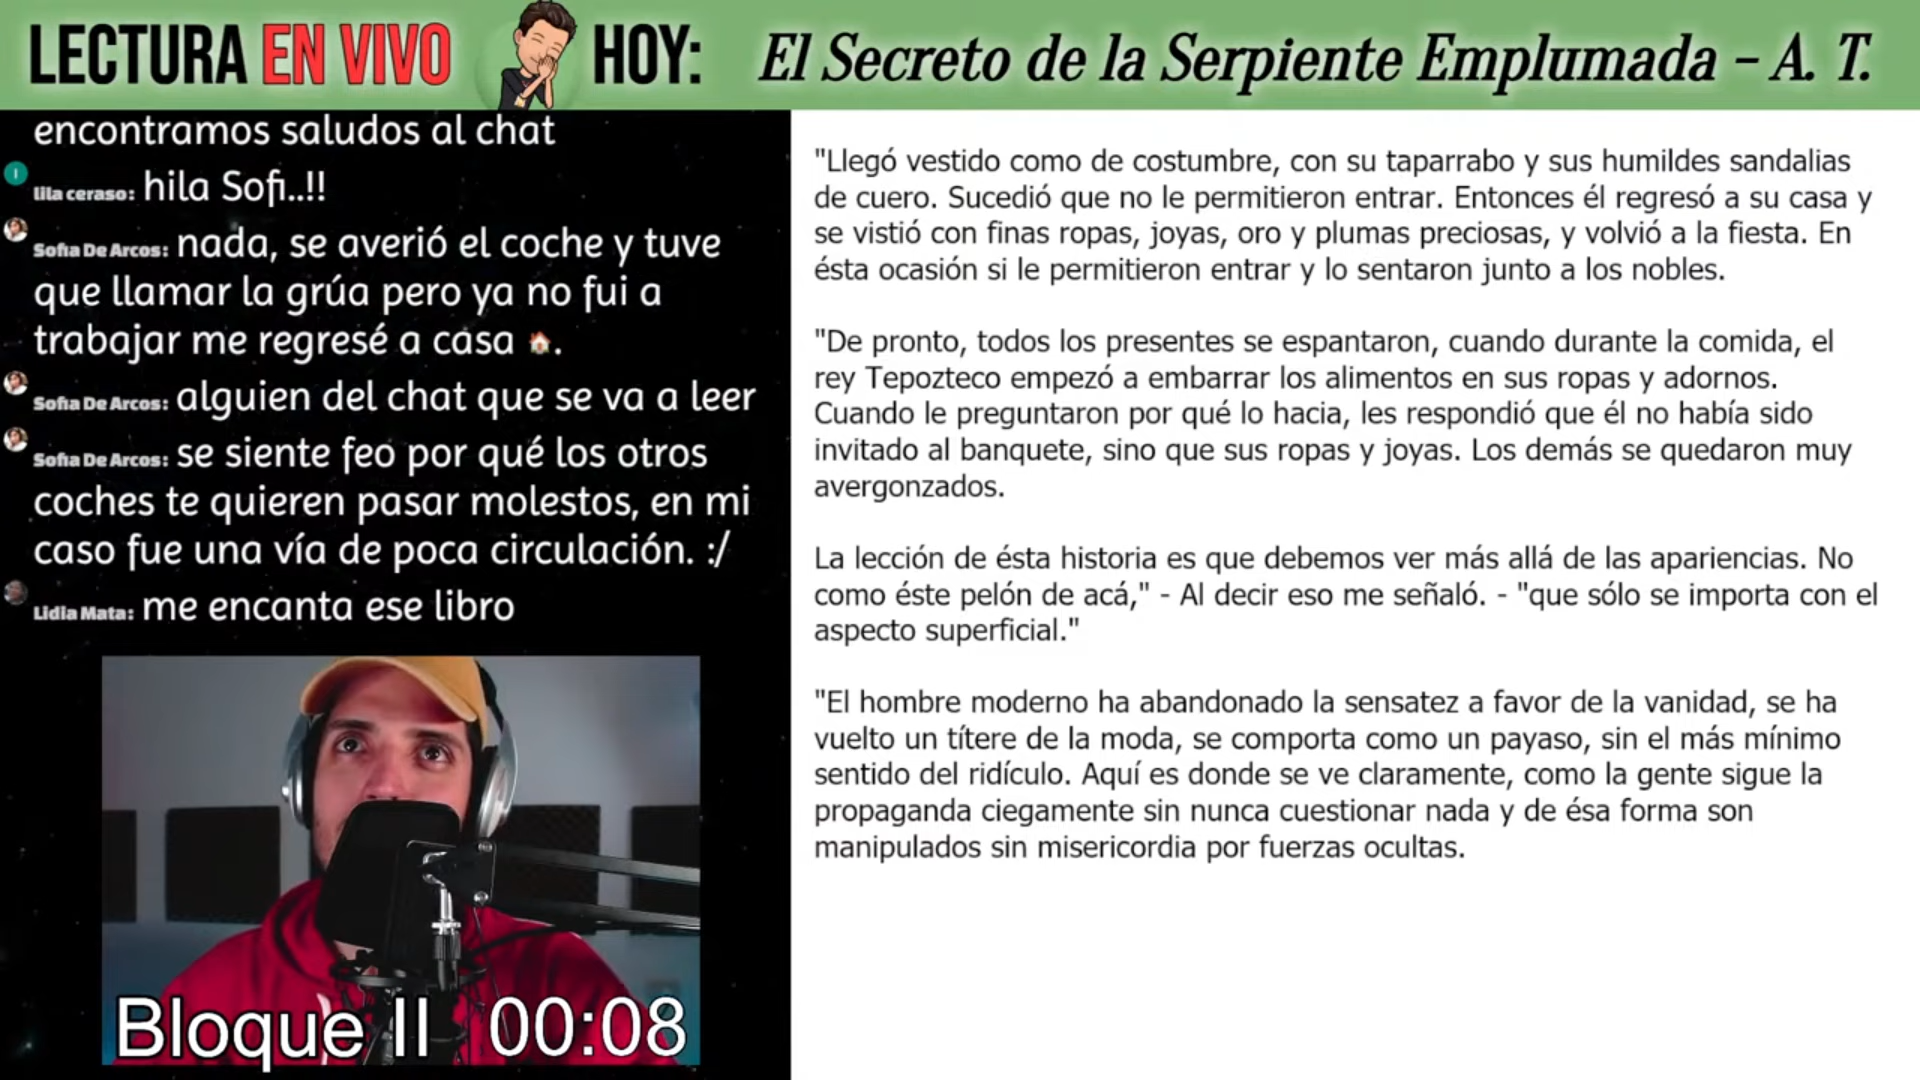 LECTURA EN VIVO HOY: El Secreto de la Serpiente Emplumada - A. T.
encontramos saludos al chat
lila ceraso: hila Sofi..!!
Sofia De Arcos: nada, se averió el coche y tuve
que llamar la grúa pero ya no fui a
trabajar me regresé a casa 🏠.
Sofia De Arcos: alguien del chat que se va a leer
Sofia De Arcos: se siente feo por qué los otros
coches te quieren pasar molestos, en mi
caso fue una vía de poca circulación. :/
Lidia Mata: me encanta ese libro
Bloque II 00:08
"Llegó vestido como de costumbre, con su taparrabo y sus humildes sandalias
de cuero. Sucedió que no le permitieron entrar. Entonces él regresó a su casa y
se vistió con finas ropas, joyas, oro y plumas preciosas, y volvió a la fiesta. En
ésta ocasión si le permitieron entrar y lo sentaron junto a los nobles.
"De pronto, todos los presentes se espantaron, cuando durante la comida, el
rey Tepozteco empezó a embarrar los alimentos en sus ropas y adornos.
Cuando le preguntaron por qué lo hacia, les respondió que él no había sido
invitado al banquete, sino que sus ropas y joyas. Los demás se quedaron muy
avergonzados.
La lección de ésta historia es que debemos ver más allá de las apariencias. No
como éste pelón de acá," - Al decir eso me señaló. - "que sólo se importa con el
aspecto superficial."
"El hombre moderno ha abandonado la sensatez a favor de la vanidad, se ha
vuelto un títere de la moda, se comporta como un payaso, sin el más mínimo
sentido del ridículo. Aquí es donde se ve claramente, como la gente sigue la
propaganda ciegamente sin nunca cuestionar nada y de ésa forma son
manipulados sin misericordia por fuerzas ocultas.